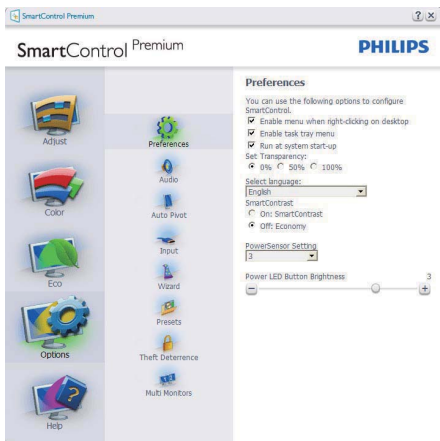 SmartControl Premium
? ×
SmartControl Premium
PHILIPS
Adjust
Color
Eco
Options
Help
Preferences
Audio
Auto Pivot
Input
Wizard
Presets
Theft Deterrence
Multi Monitors
Preferences
You can use the following options to configure
SmartControl.
Enable menu when right-clicking on desktop
Enable task tray menu
Run at system start-up
Set Transparency:
0% 50% 100%
Select language:
English
SmartContrast
On: SmartContrast
Off: Economy
PowerSensor Setting
3
Power LED Button Brightness 3